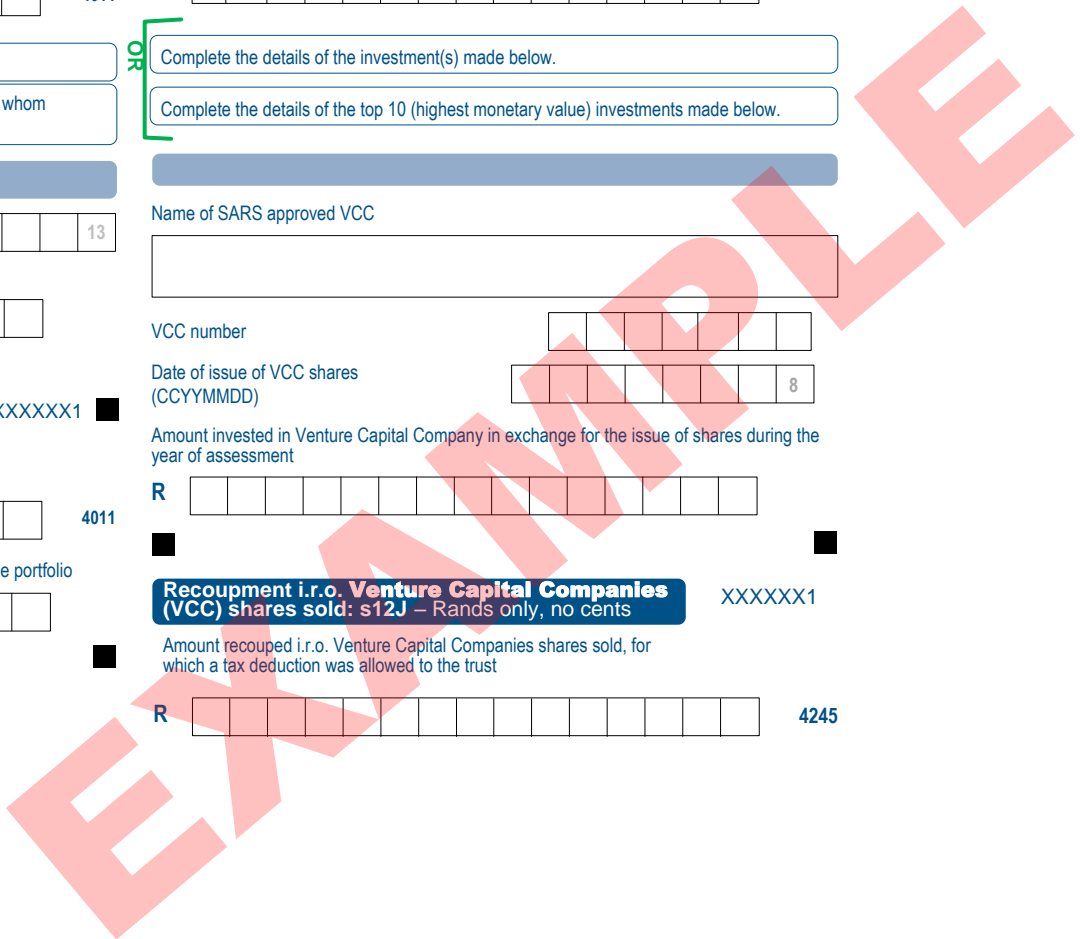 OR
Complete the details of the investment(s) made below.
whom
Complete the details of the top 10 (highest monetary value) investments made below.
Name of SARS approved VCC
13
VCC number
Date of issue of VCC shares
(CCYYMMDD)
8
XXXXXX1
Amount invested in Venture Capital Company in exchange for the issue of shares during the
year of assessment
R
4011
e portfolio
Recoupment i.r.o. Venture Capital Companies
(VCC) shares sold: s12J – Rands only, no cents
XXXXXX1
Amount recouped i.r.o. Venture Capital Companies shares sold, for
which a tax deduction was allowed to the trust
R
4245
EXAMPLE